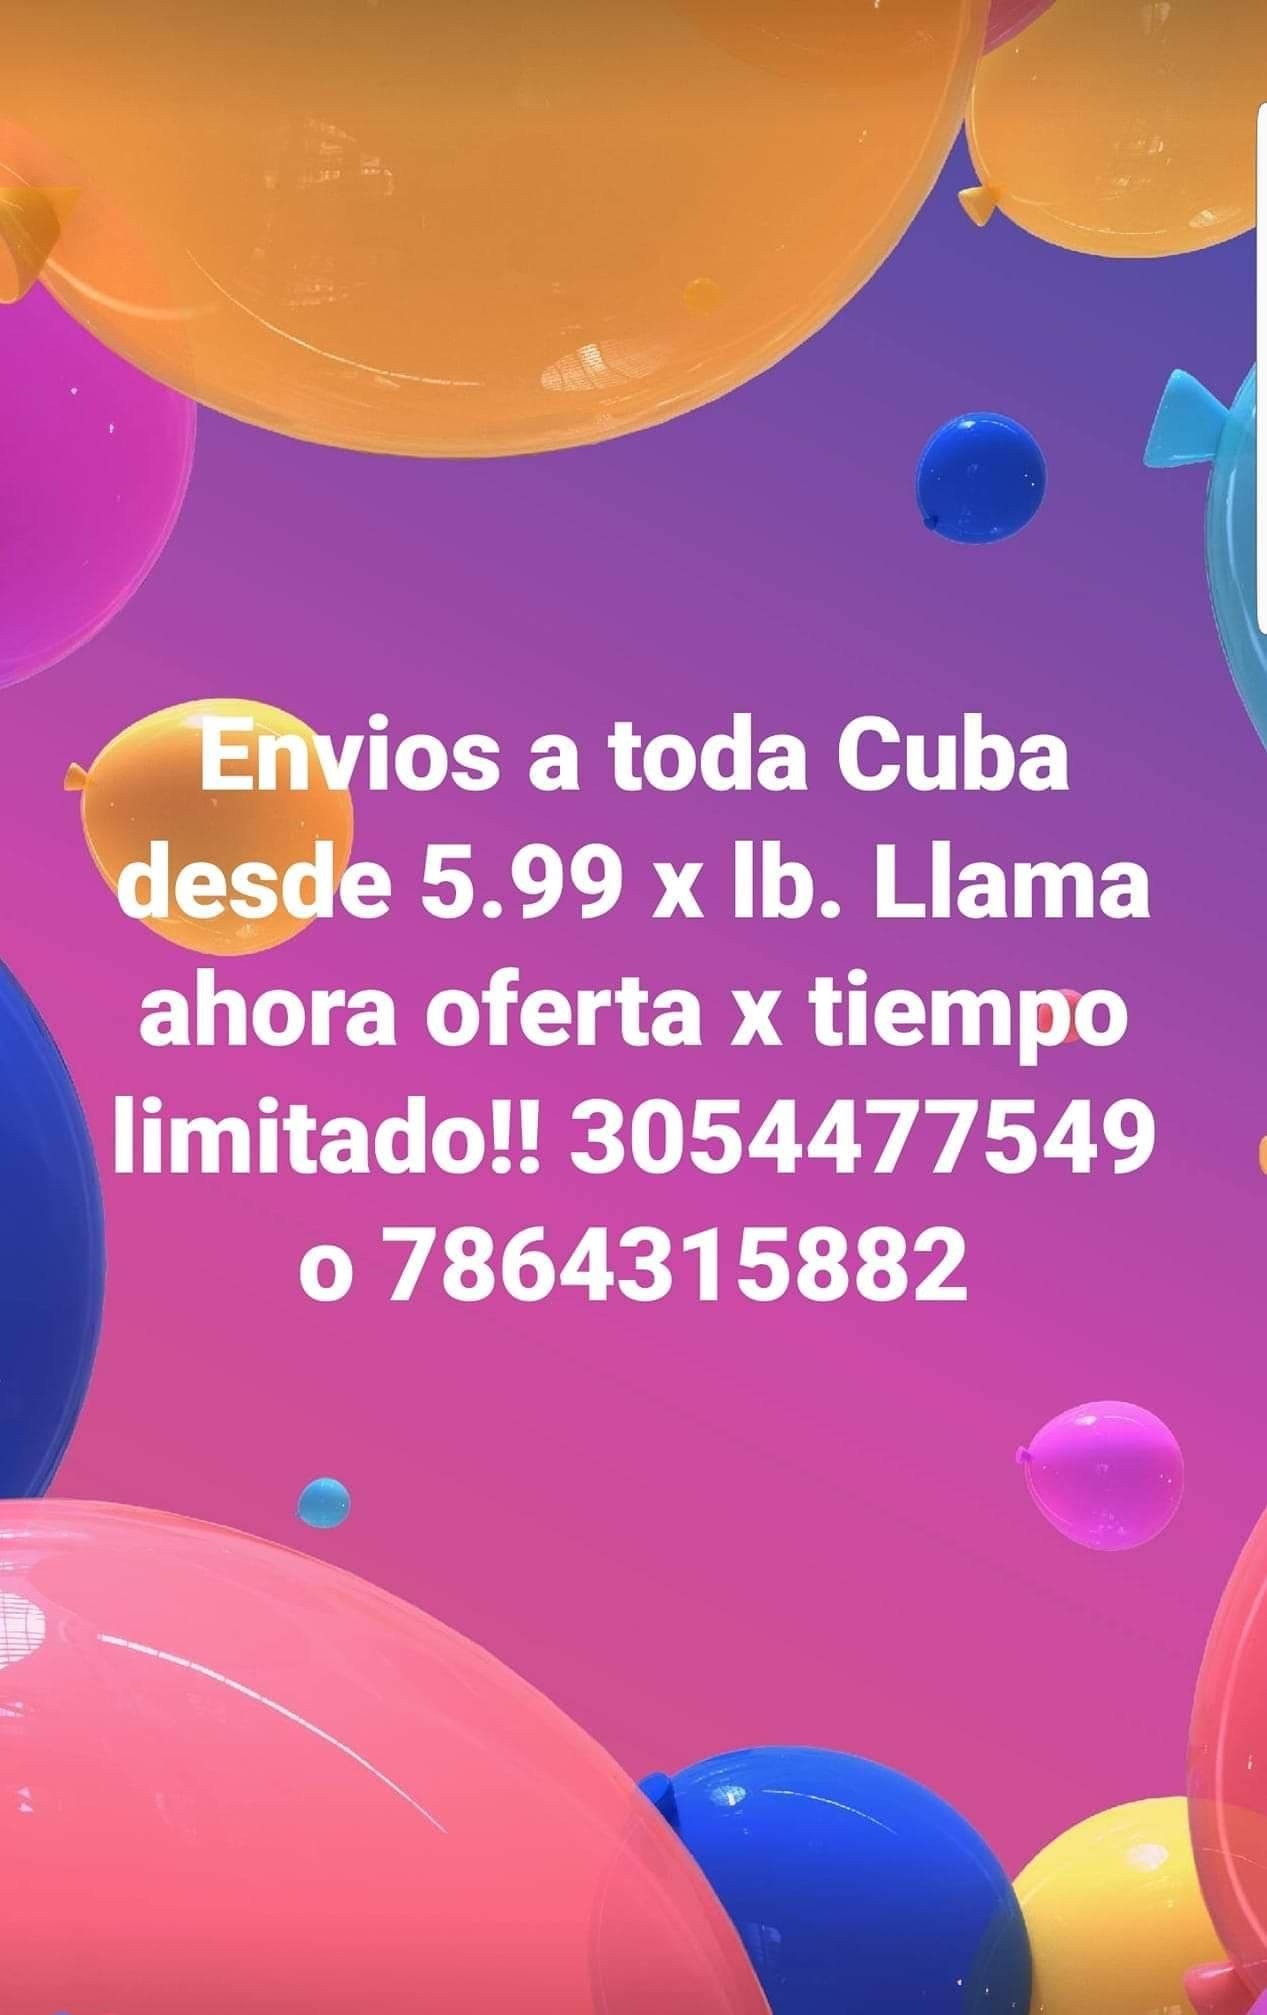 Envios a toda Cuba
desde 5.99 x lb. Llama
ahora oferta x tiempo
limitado!! 3054477549
o 7864315882